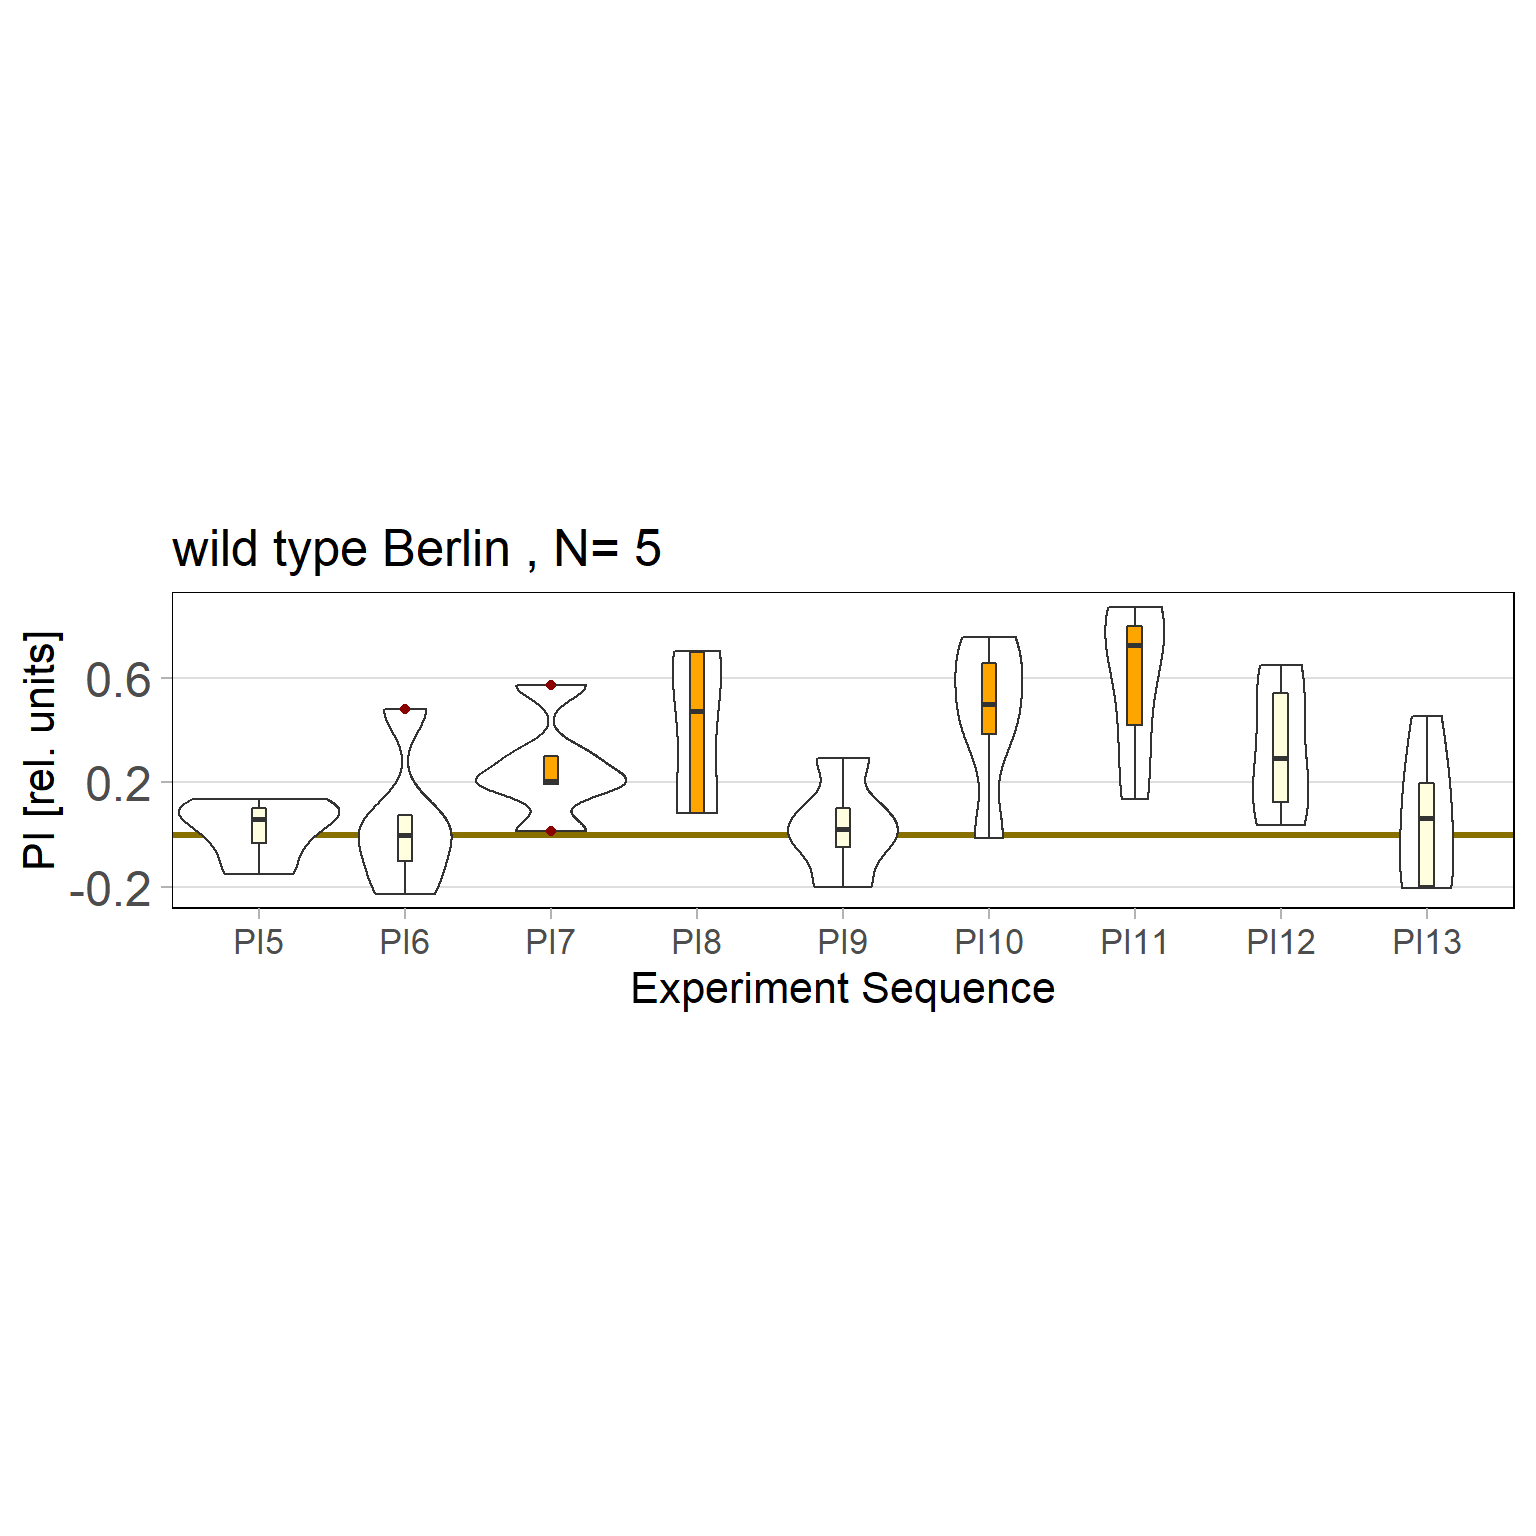 wild type Berlin , N= 5
PI [rel. units]
0.6
0.2
-0.2
PI5 PI6 PI7 PI8 PI9 PI10 PI11 PI12 PI13
Experiment Sequence